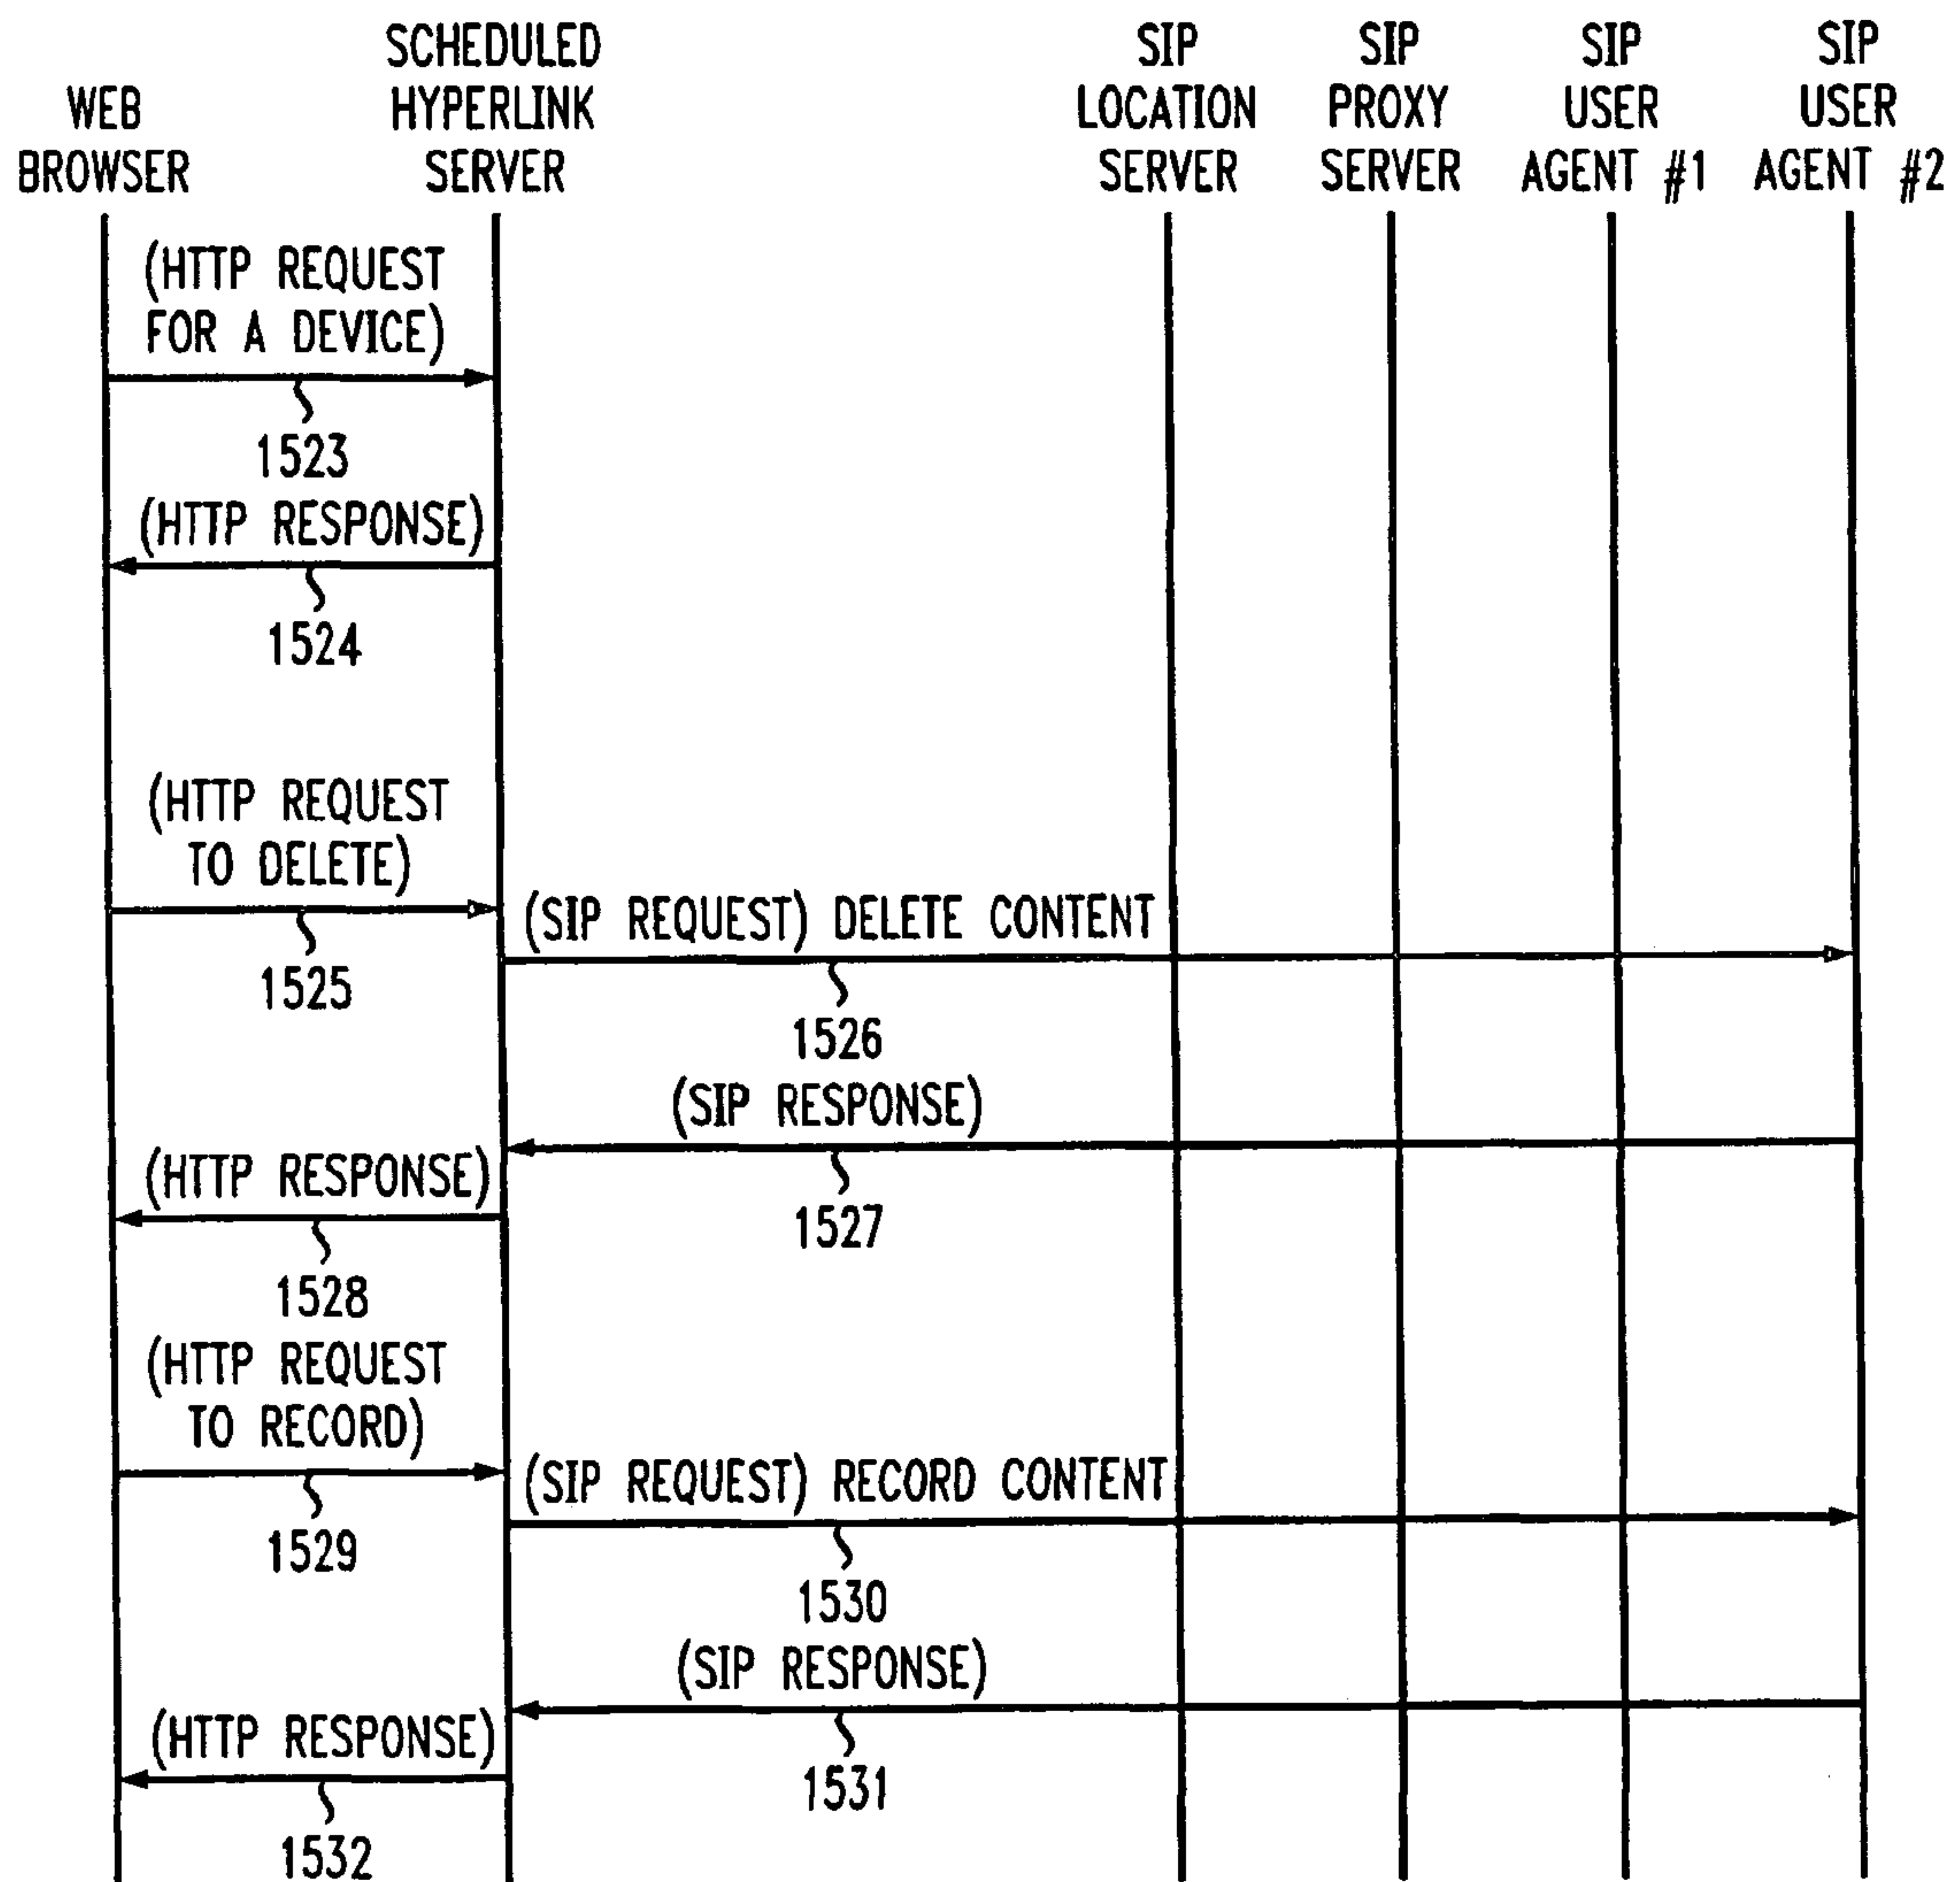 WEB
BROWSER
SCHEDULED
HYPERLINK
SERVER
SIP
LOCATION
SERVER
SIP
PROXY
SERVER
SIP
USER
AGENT #1
SIP
USER
AGENT #2
(HTTP REQUEST
FOR A DEVICE)
1523
(HTTP RESPONSE)
1524
(HTTP REQUEST
TO DELETE)
1525
(SIP REQUEST) DELETE CONTENT
1526
(SIP RESPONSE)
1527
(HTTP RESPONSE)
1528
(HTTP REQUEST
TO RECORD)
1529
(SIP REQUEST) RECORD CONTENT
1530
(SIP RESPONSE)
1531
(HTTP RESPONSE)
1532